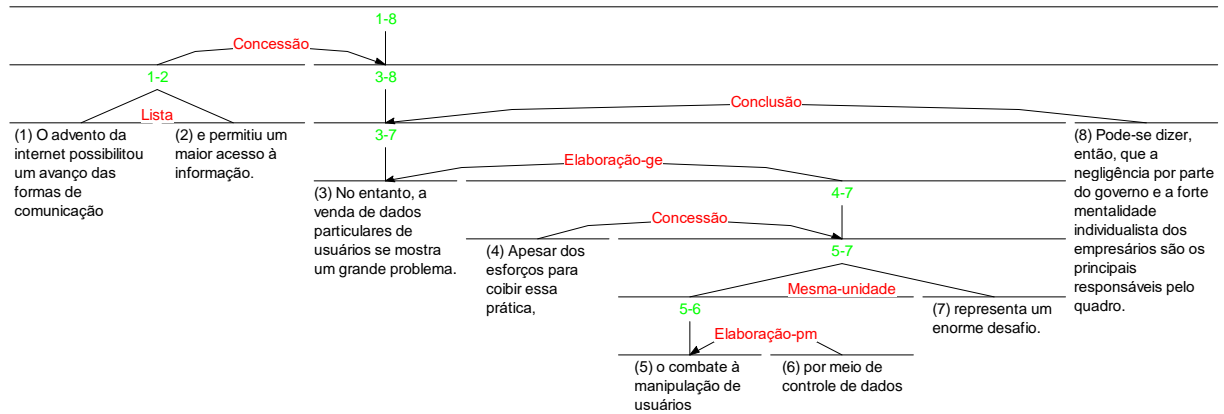 1-8
Concessão
1-2
3-8
Lista
Conclusão
(1) O advento da
internet possibilitou
um avanço das
formas de
comunicação
(2) e permitiu um
maior acesso à
informação.
3-7
(8) Pode-se dizer,
então, que a
negligência por parte
do governo e a forte
mentalidade
individualista dos
empresários são os
principais
responsáveis pelo
quadro.
Elaboração-ge
(3) No entanto, a
venda de dados
particulares de
usuários se mostra
um grande problema.
4-7
Concessão
(4) Apesar dos
esforços para
coibir essa
prática,
5-7
Mesma-unidade
5-6
(7) representa um
enorme desafio.
Elaboração-pm
(5) o combate à
manipulação de
usuários
(6) por meio de
controle de dados